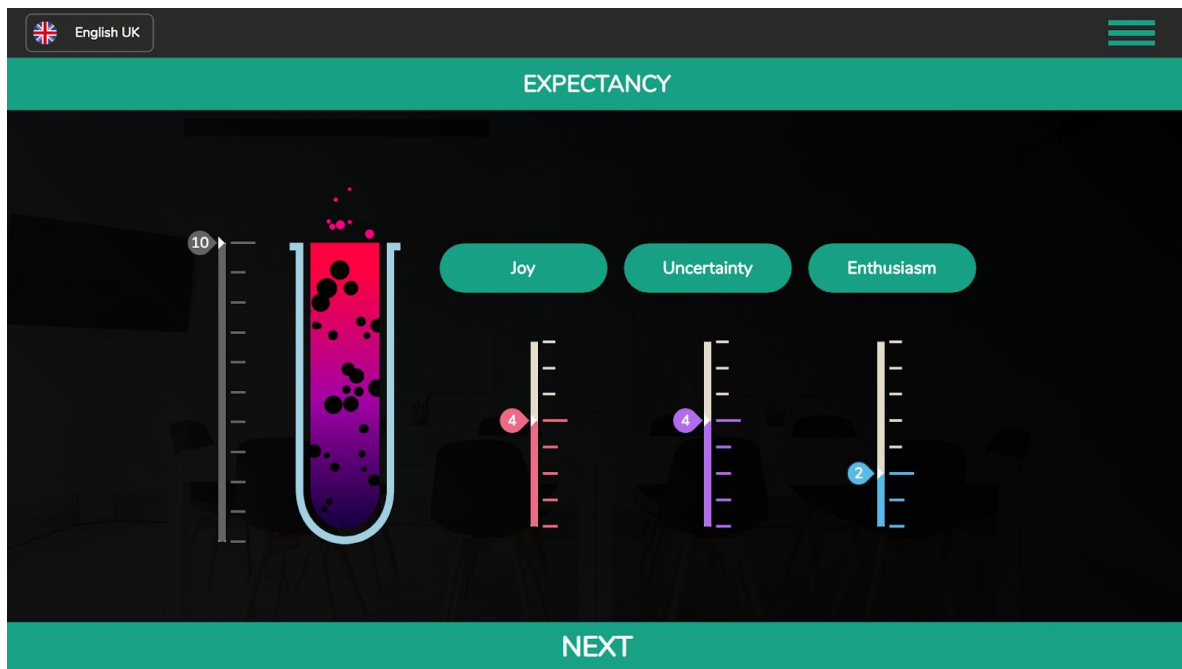 English UK
EXPECTANCY
10
Joy
Uncertainty
Enthusiasm
4
4
2
NEXT